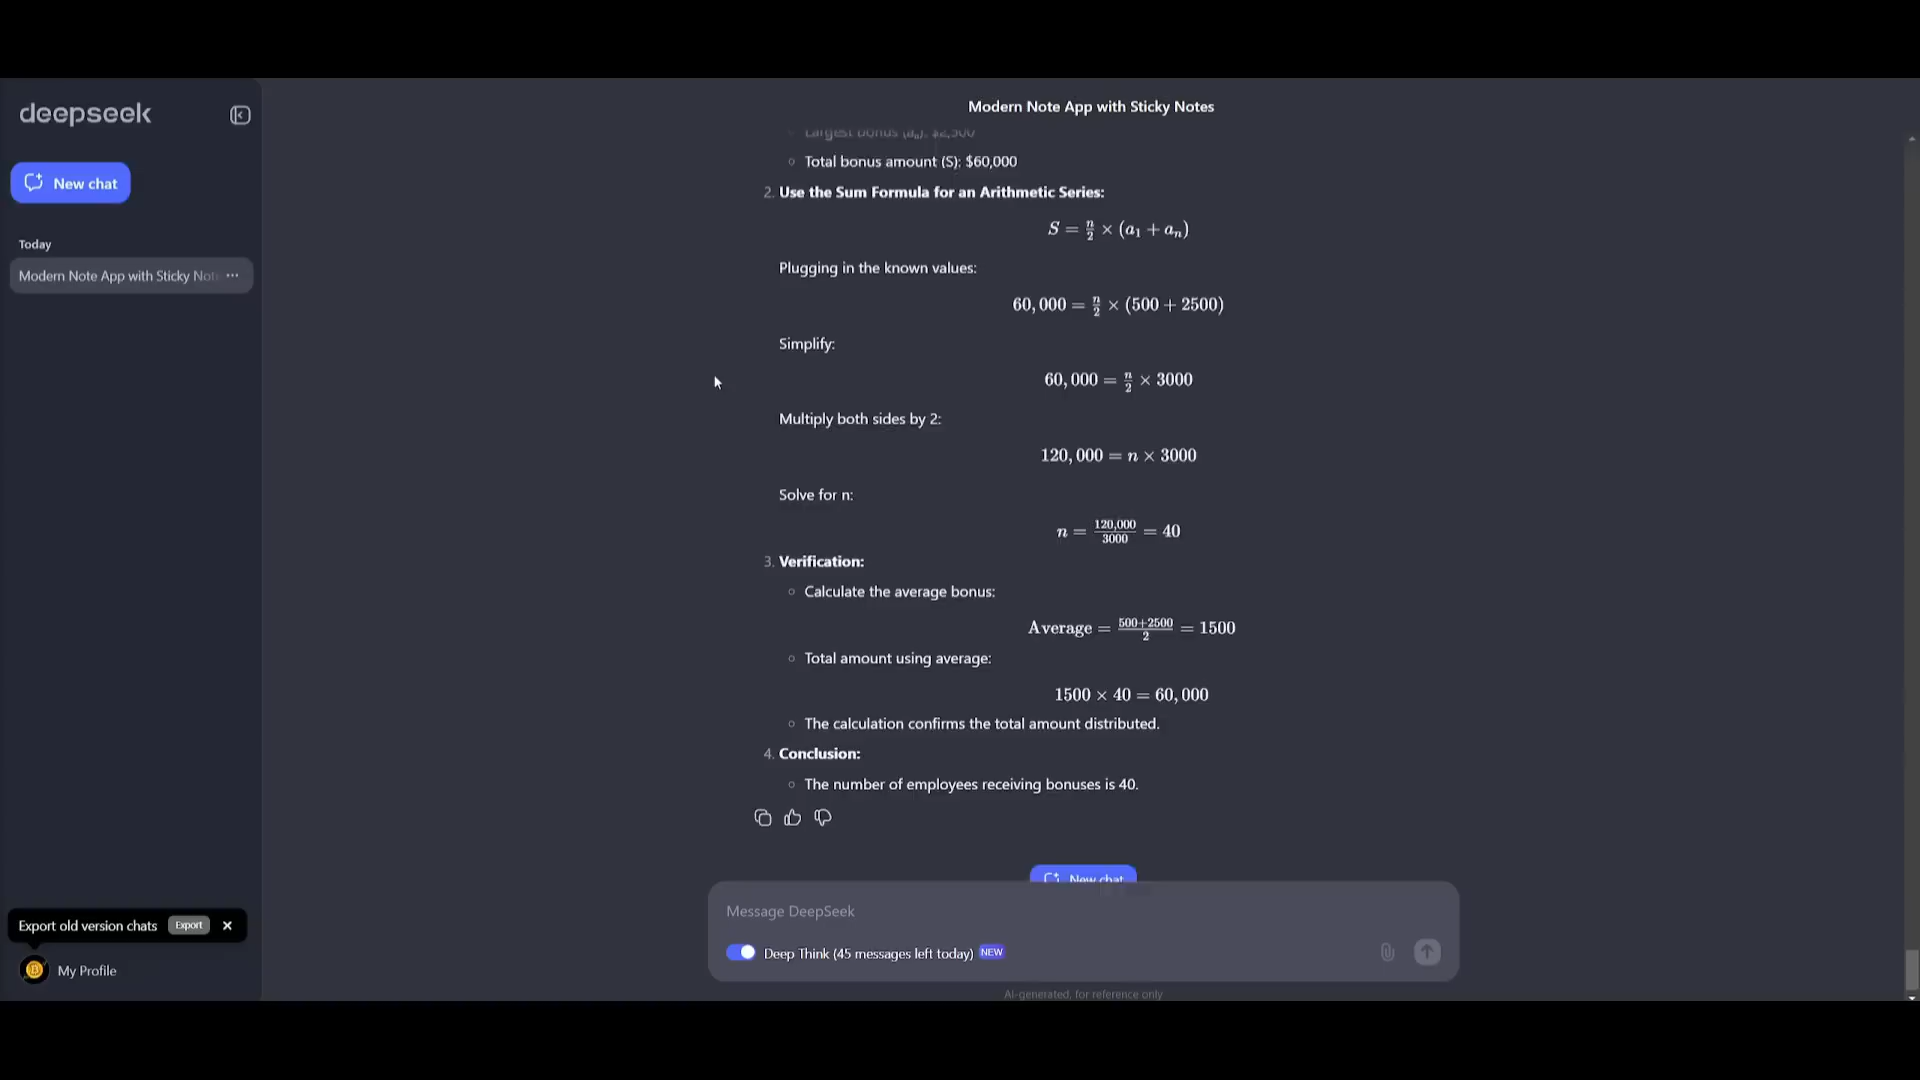 deepseek
New chat
Today
Modern Note App with Sticky Not
Modern Note App with Sticky Notes
Largest bonus (aₙ): $2,500
Total bonus amount (S): $60,000
2. Use the Sum Formula for an Arithmetic Series:
S = n/2 × (a₁ + aₙ)
Plugging in the known values:
60,000 = n/2 × (500 + 2500)
Simplify:
60,000 = n/2 × 3000
Multiply both sides by 2:
120,000 = n × 3000
Solve for n:
n = 120,000/3000 = 40
3. Verification:
Calculate the average bonus:
Average = 500+2500/2 = 1500
Total amount using average:
1500 × 40 = 60,000
The calculation confirms the total amount distributed.
4. Conclusion:
The number of employees receiving bonuses is 40.
New chat
Message DeepSeek
Deep Think (45 messages left today) NEW
AI-generated, for reference only
Export old version chats Export
My Profile